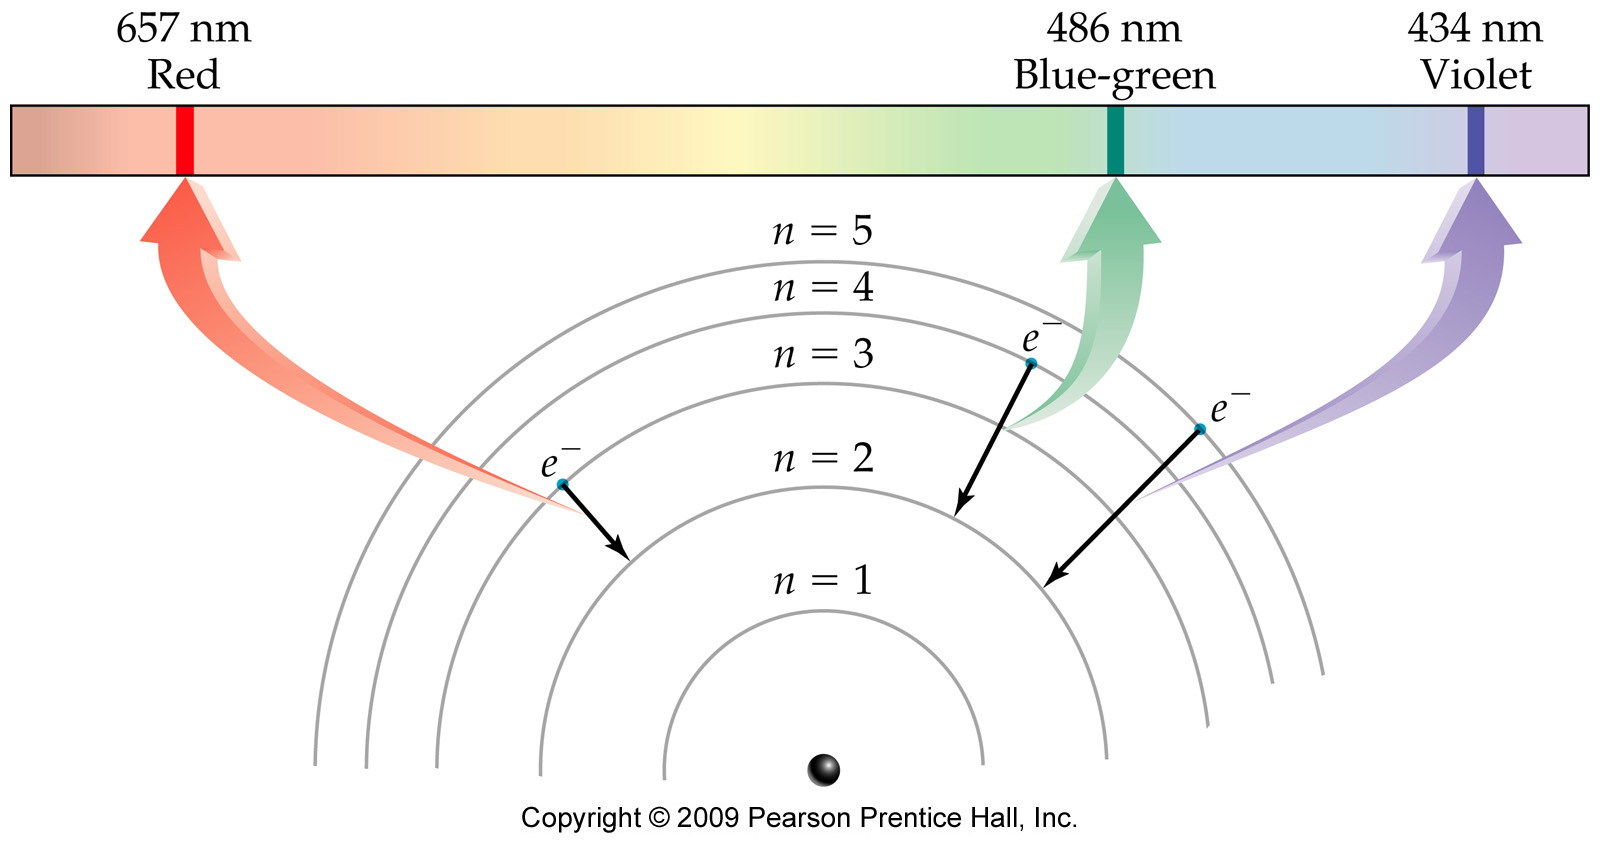 657 nm
Red
486 nm
Blue-green
434 nm
Violet
n = 5
n = 4
e−
n = 3
e−
e−
n = 2
n = 1
Copyright © 2009 Pearson Prentice Hall, Inc.